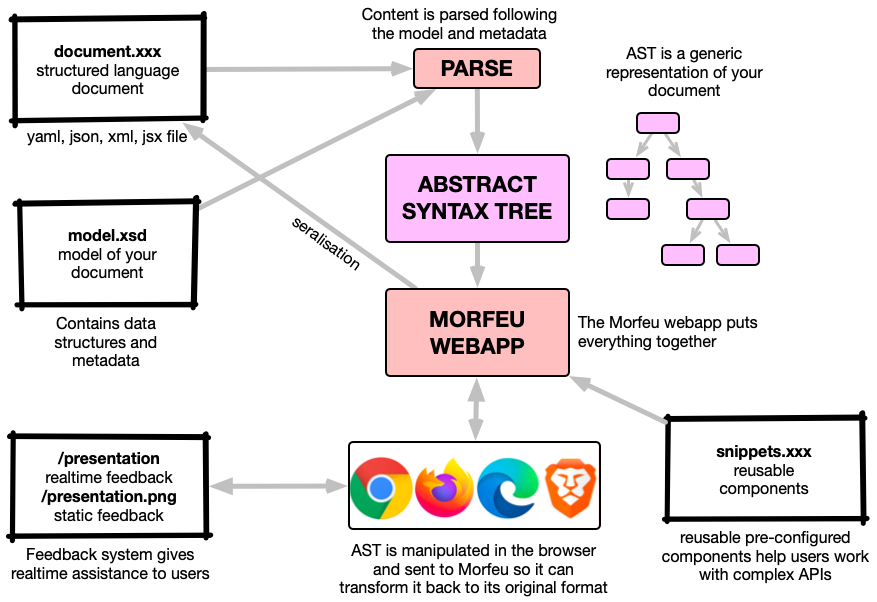 Content is parsed following
the model and metadata
document.xxx
structured language
document
PARSE
AST is a generic
representation of your
document
yaml, json, xml, jsx file
ABSTRACT
SYNTAX TREE
model.xsd
model of your
document
seralisation
MORFEU
WEBAPP
The Morfeu webapp puts
everything together
Contains data
structures and
metadata
/presentation
realtime feedback
/presentation.png
static feedback
snippets.xxx
reusable
components
Feedback system gives
realtime assistance to users
AST is manipulated in the browser
and sent to Morfeu so it can
transform it back to its original format
reusable pre-configured
components help users work
with complex APIs